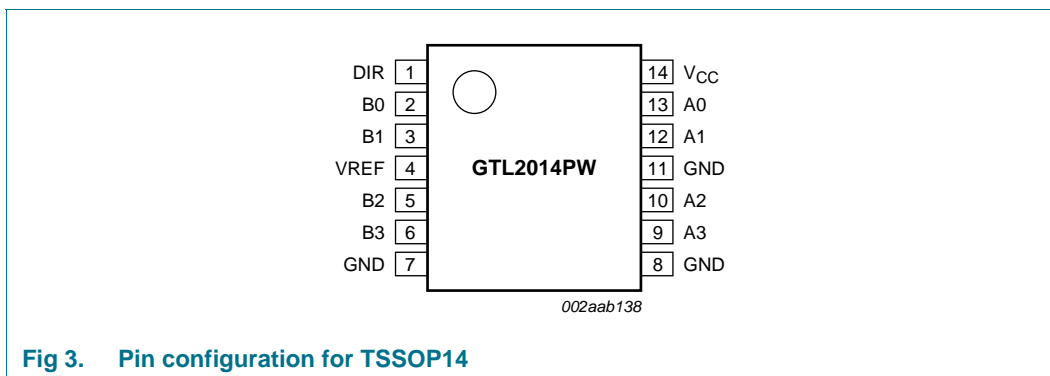 DIR 1 14 VCC
B0 2 13 A0
B1 3 12 A1
VREF 4 GTL2014PW 11 GND
B2 5 10 A2
B3 6 9 A3
GND 7 8 GND
002aab138
Fig 3. Pin configuration for TSSOP14